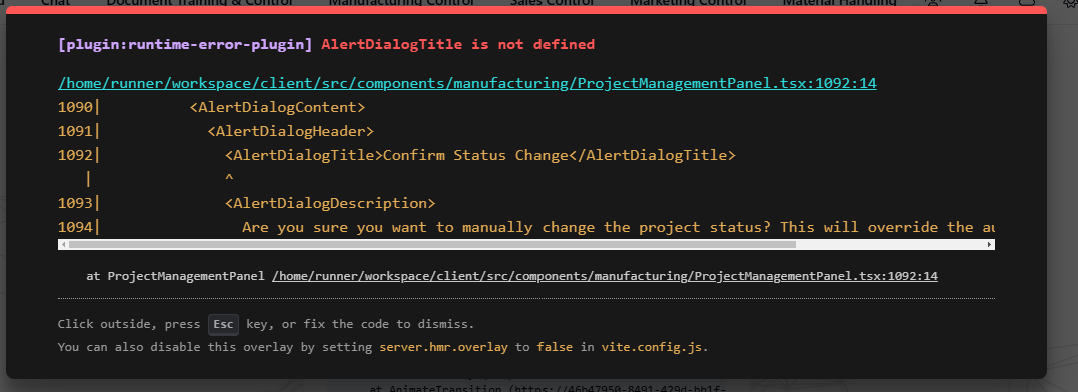 Chat Document Training & Control Manufacturing Control Sales Control Marketing Control Material Handling
[plugin:runtime-error-plugin] AlertDialogTitle is not defined
/home/runner/workspace/client/src/components/manufacturing/ProjectManagementPanel.tsx:1092:14
1090| <AlertDialogContent>
1091| <AlertDialogHeader>
1092| <AlertDialogTitle>Confirm Status Change</AlertDialogTitle>
| ^
1093| <AlertDialogDescription>
1094| Are you sure you want to manually change the project status? This will override the au
at ProjectManagementPanel /home/runner/workspace/client/src/components/manufacturing/ProjectManagementPanel.tsx:1092:14
Click outside, press Esc key, or fix the code to dismiss.
You can also disable this overlay by setting server.hmr.overlay to false in vite.config.js.
at AnimateTransition (https://46b47950-8491-429d-bb1f-